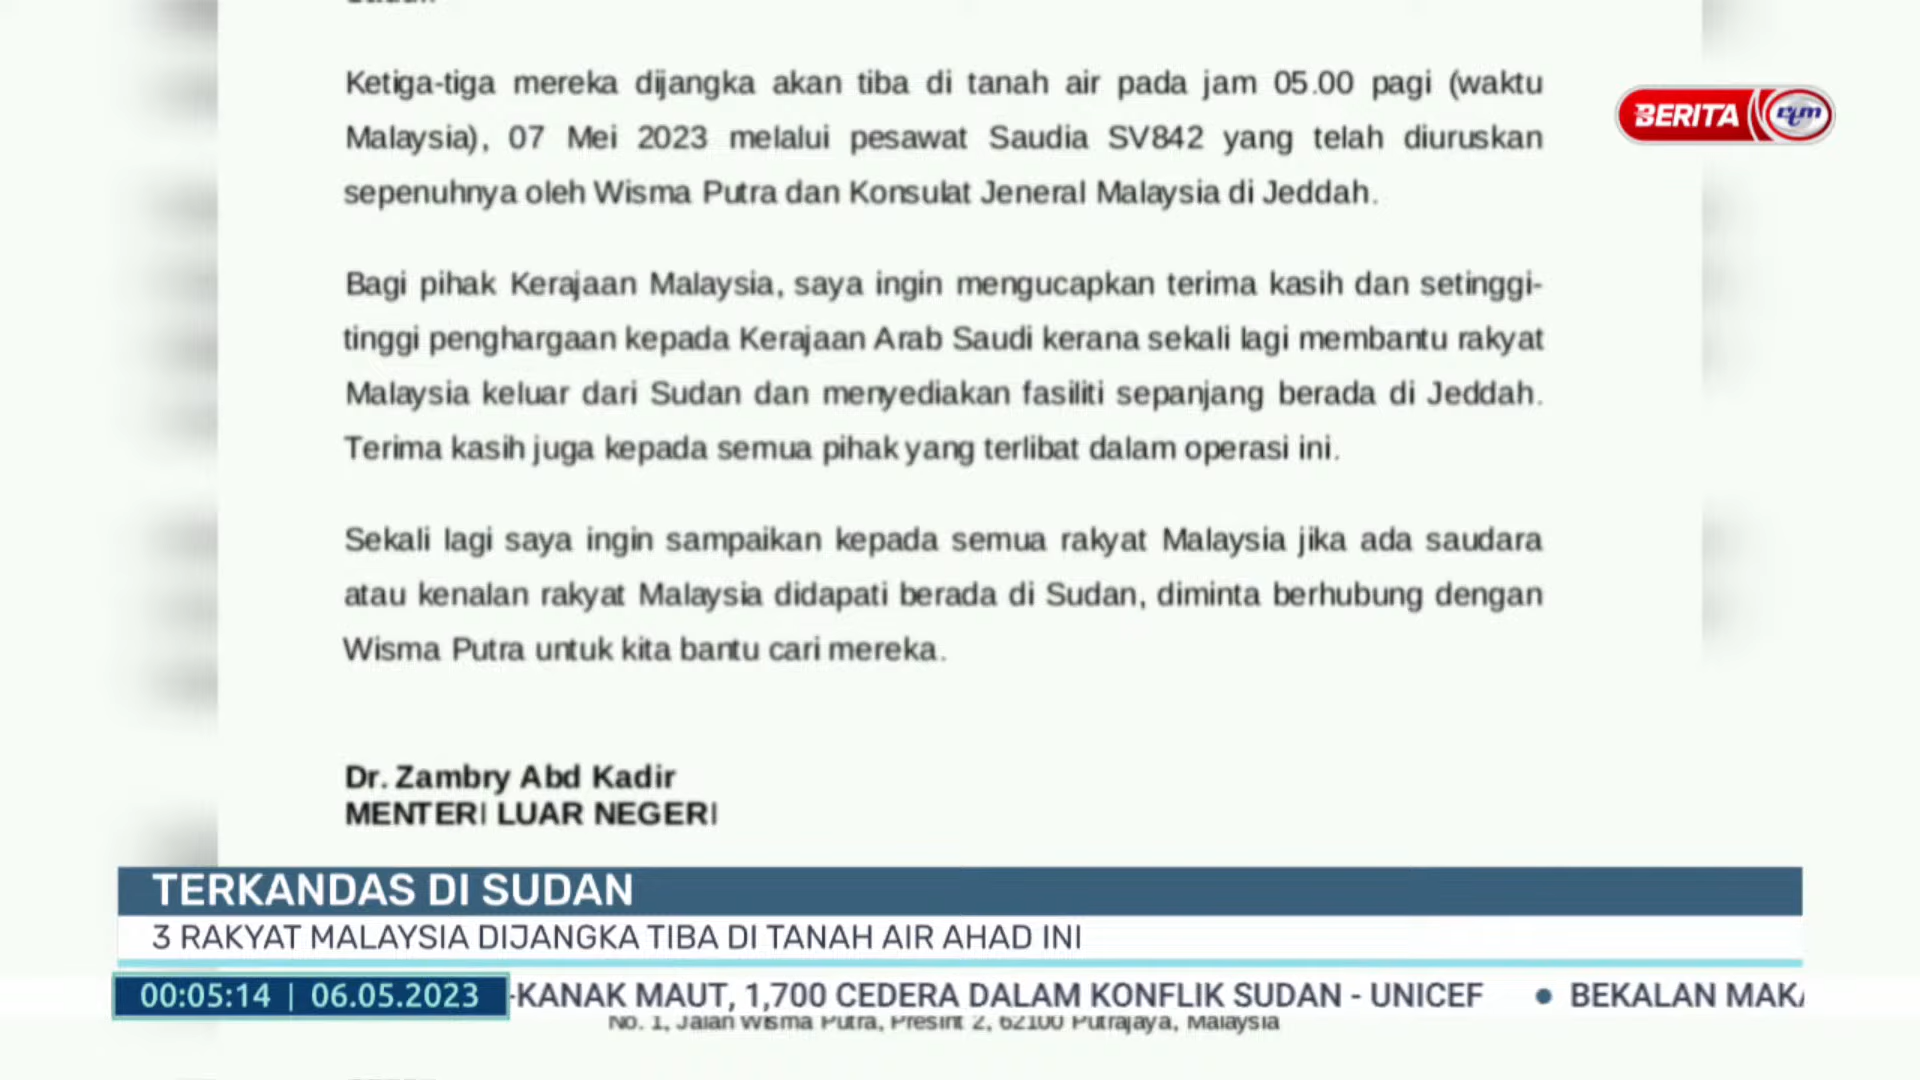 Ketiga-tiga mereka dijangka akan tiba di tanah air pada jam 05.00 pagi (waktu
Malaysia), 07 Mei 2023 melalui pesawat Saudia SV842 yang telah diuruskan
sepenuhnya oleh Wisma Putra dan Konsulat Jeneral Malaysia di Jeddah.
BERITA rtm
Bagi pihak Kerajaan Malaysia, saya ingin mengucapkan terima kasih dan setinggi-
tinggi penghargaan kepada Kerajaan Arab Saudi kerana sekali lagi membantu rakyat
Malaysia keluar dari Sudan dan menyediakan fasiliti sepanjang berada di Jeddah.
Terima kasih juga kepada semua pihak yang terlibat dalam operasi ini.
Sekali lagi saya ingin sampaikan kepada semua rakyat Malaysia jika ada saudara
atau kenalan rakyat Malaysia didapati berada di Sudan, diminta berhubung dengan
Wisma Putra untuk kita bantu cari mereka.
Dr. Zambry Abd Kadir
MENTERI LUAR NEGERI
TERKANDAS DI SUDAN
3 RAKYAT MALAYSIA DIJANGKA TIBA DI TANAH AIR AHAD INI
00:05:14 | 06.05.2023 -KANAK MAUT, 1,700 CEDERA DALAM KONFLIK SUDAN - UNICEF • BEKALAN MAKA
No. 1, Jalan Wisma Putra, Presint 2, 62100 Putrajaya, Malaysia